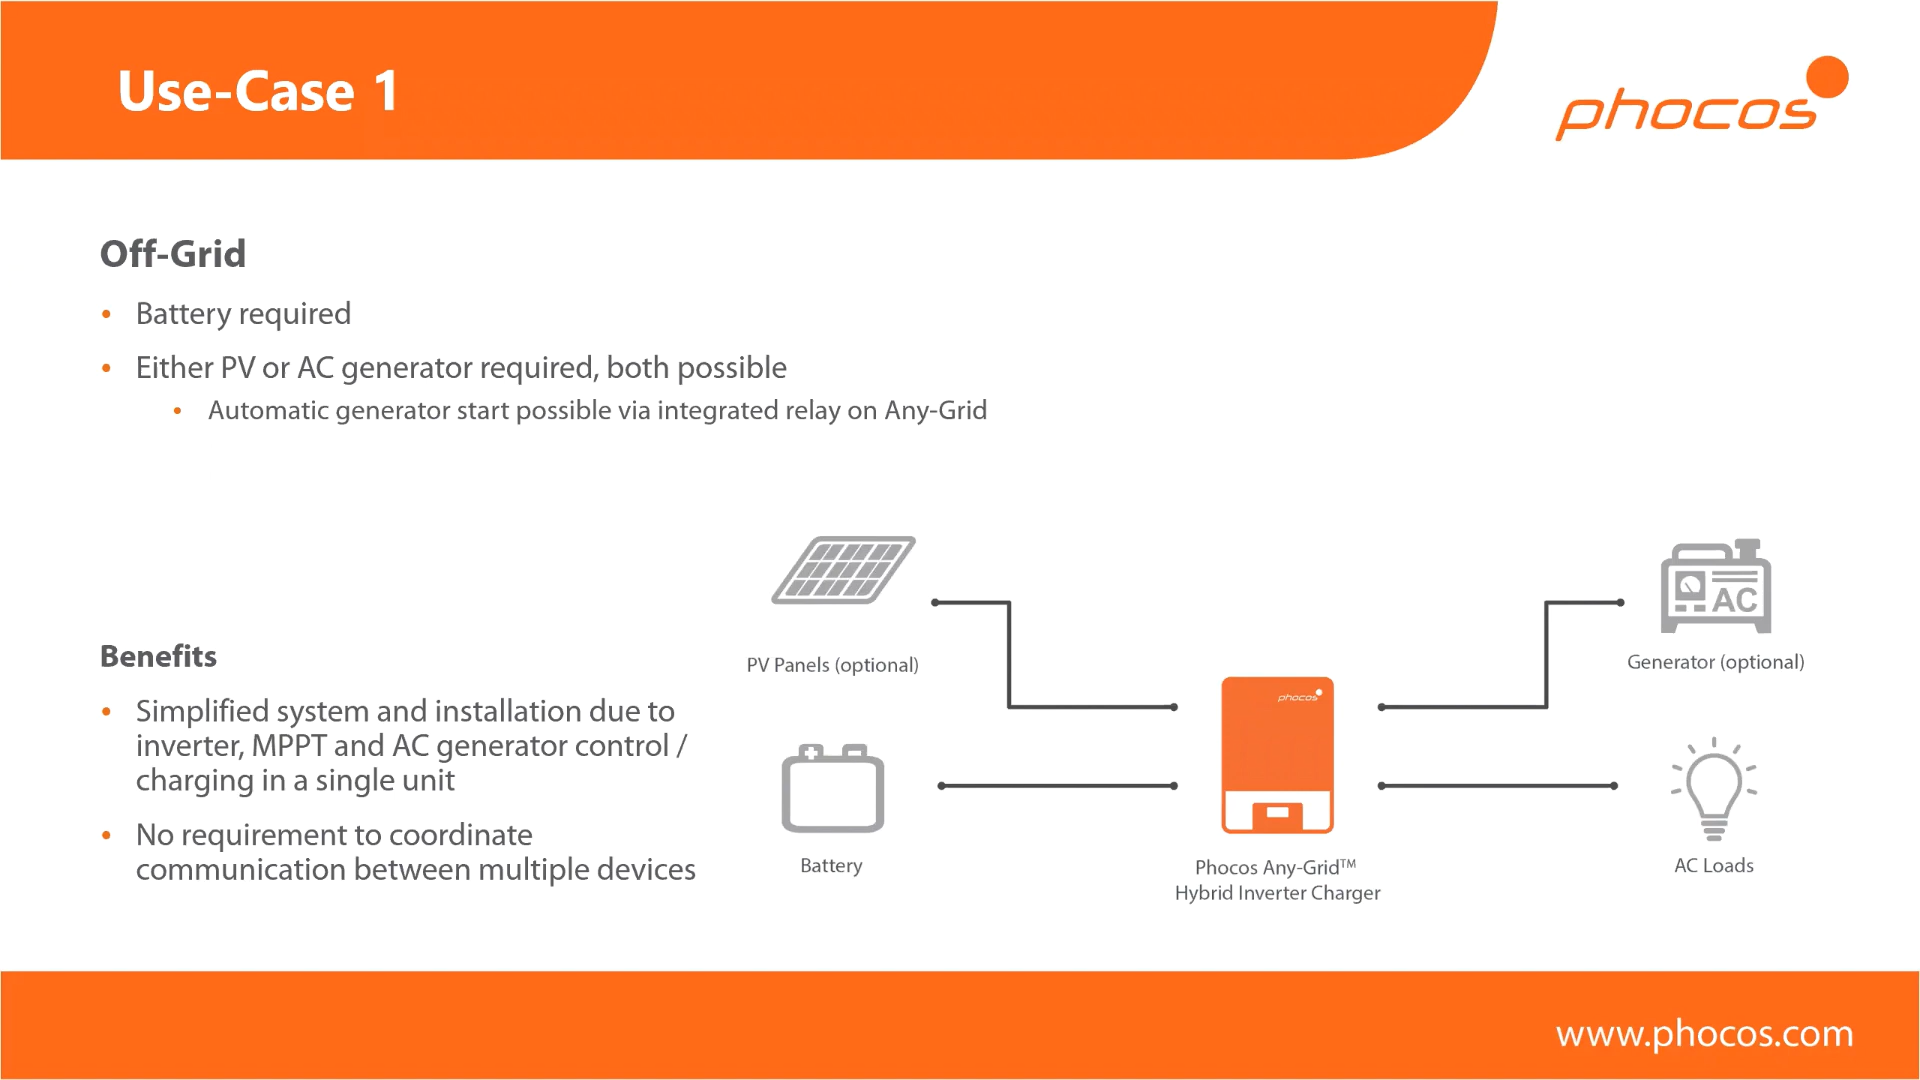 Use-Case 1
phocos
Off-Grid
• Battery required
• Either PV or AC generator required, both possible
• Automatic generator start possible via integrated relay on Any-Grid
Benefits
• Simplified system and installation due to
inverter, MPPT and AC generator control /
charging in a single unit
• No requirement to coordinate
communication between multiple devices
PV Panels (optional)
AC
Generator (optional)
phocos
Battery
Phocos Any-Grid™
Hybrid Inverter Charger
AC Loads
www.phocos.com